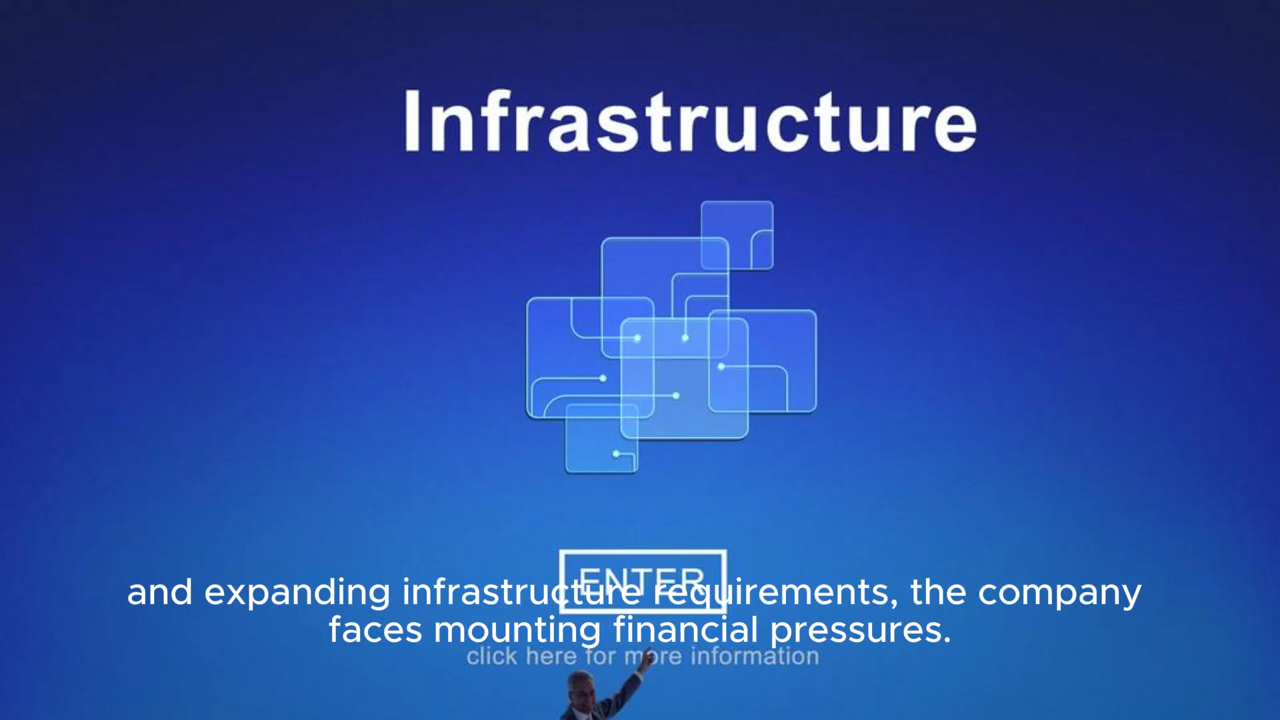 Infrastructure
ENTER
and expanding infrastructure requirements, the company
faces mounting financial pressures.
click here for more information